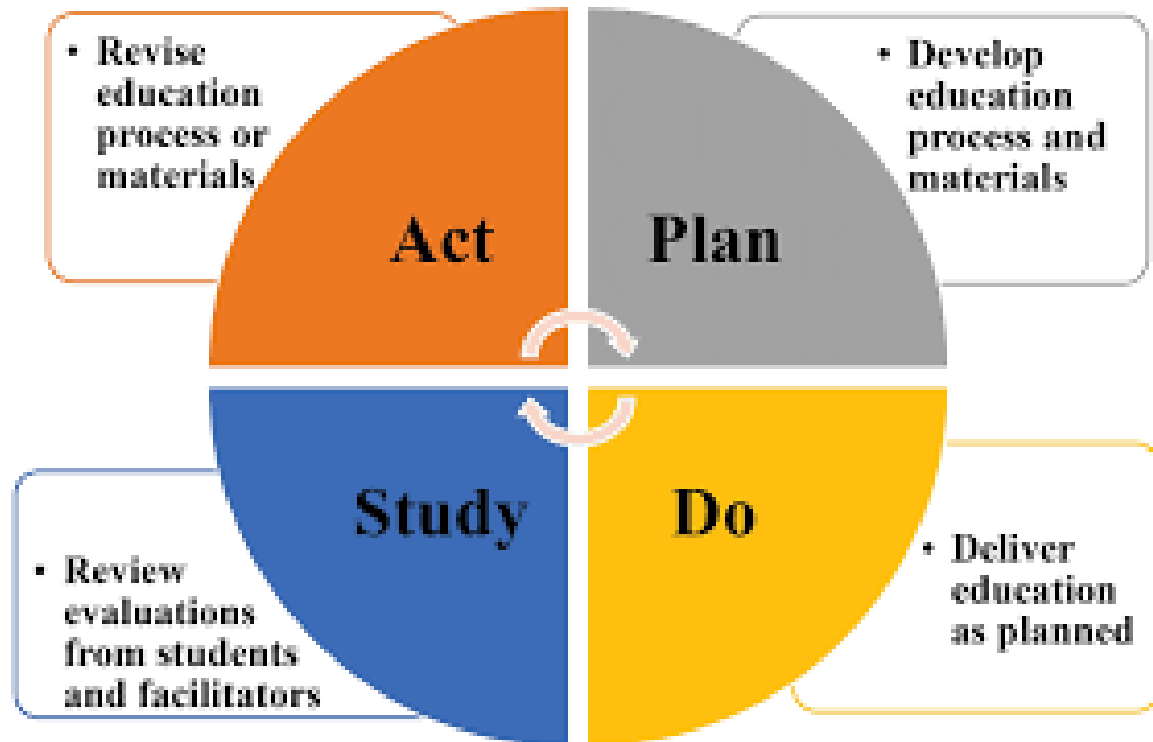 • Revise
education
process or
materials
Act
Plan
• Develop
education
process and
materials
Study
Do
• Review
evaluations
from students
and facilitators
• Deliver
education
as planned